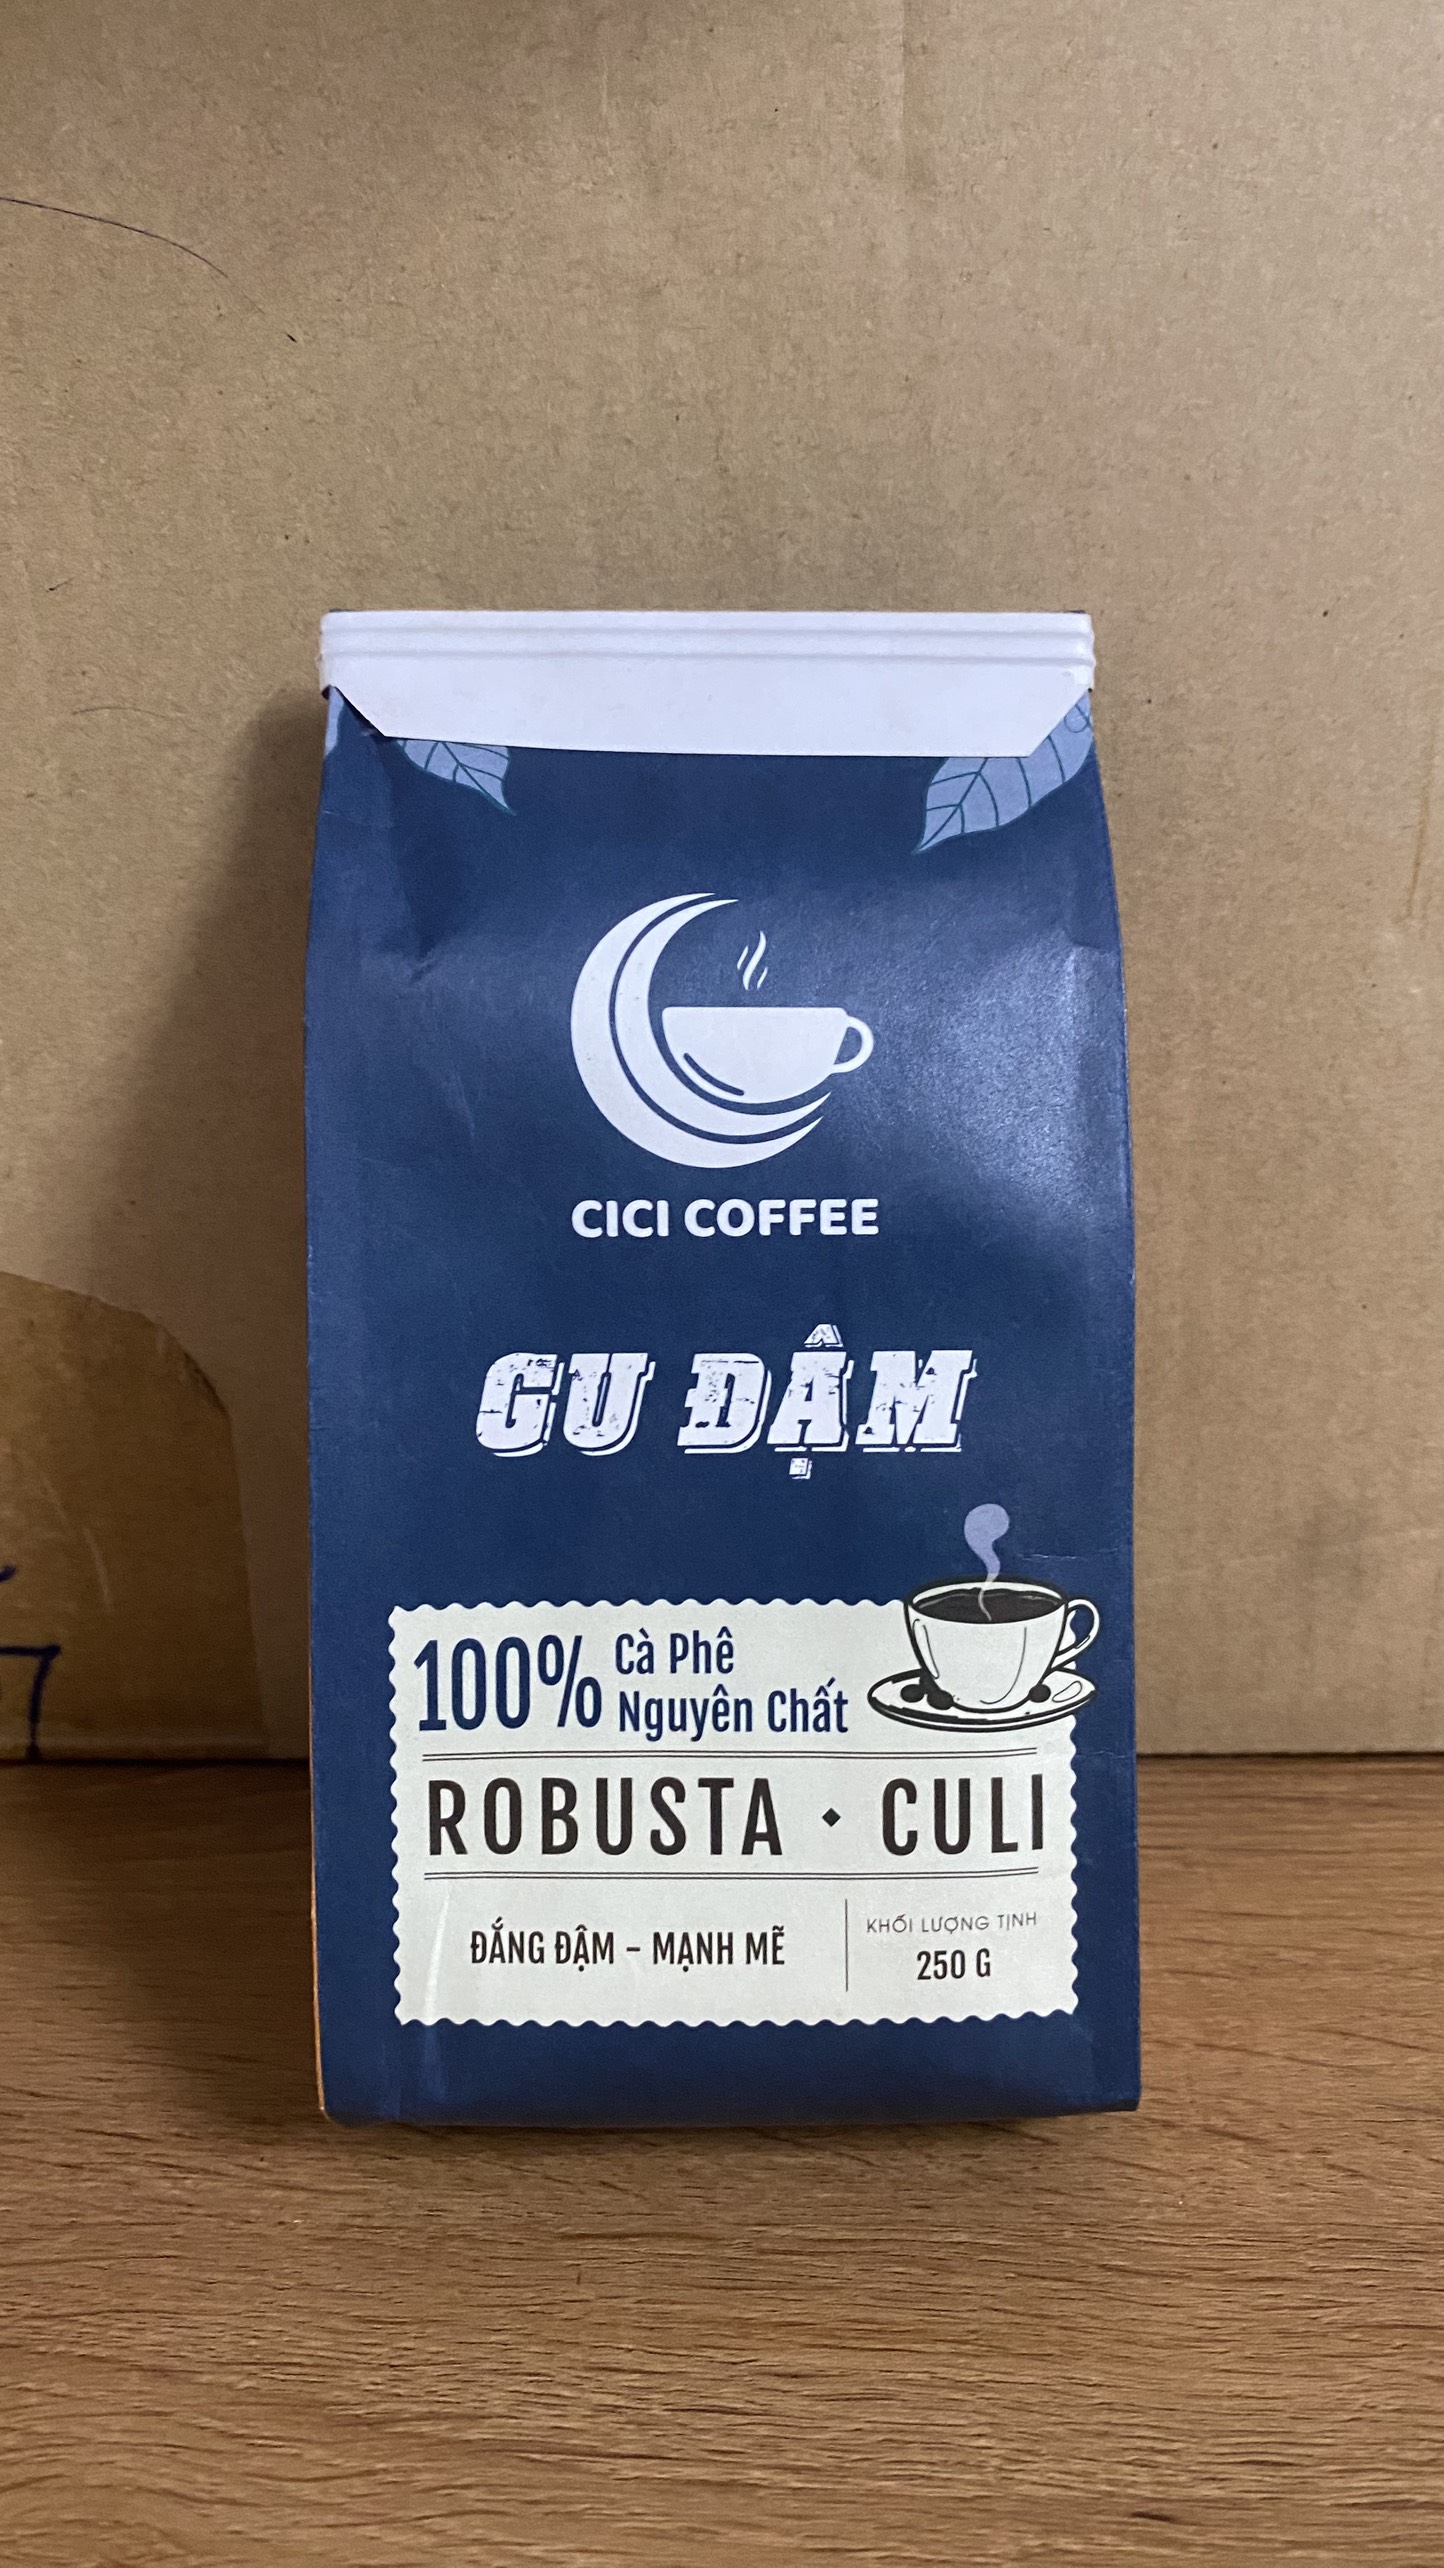 CICI COFFEE
GU ĐẬM
100% Cà Phê
Nguyên Chất
ROBUSTA • CULI
ĐẮNG ĐẬM – MẠNH MẼ
KHỐI LƯỢNG TỊNH
250 G